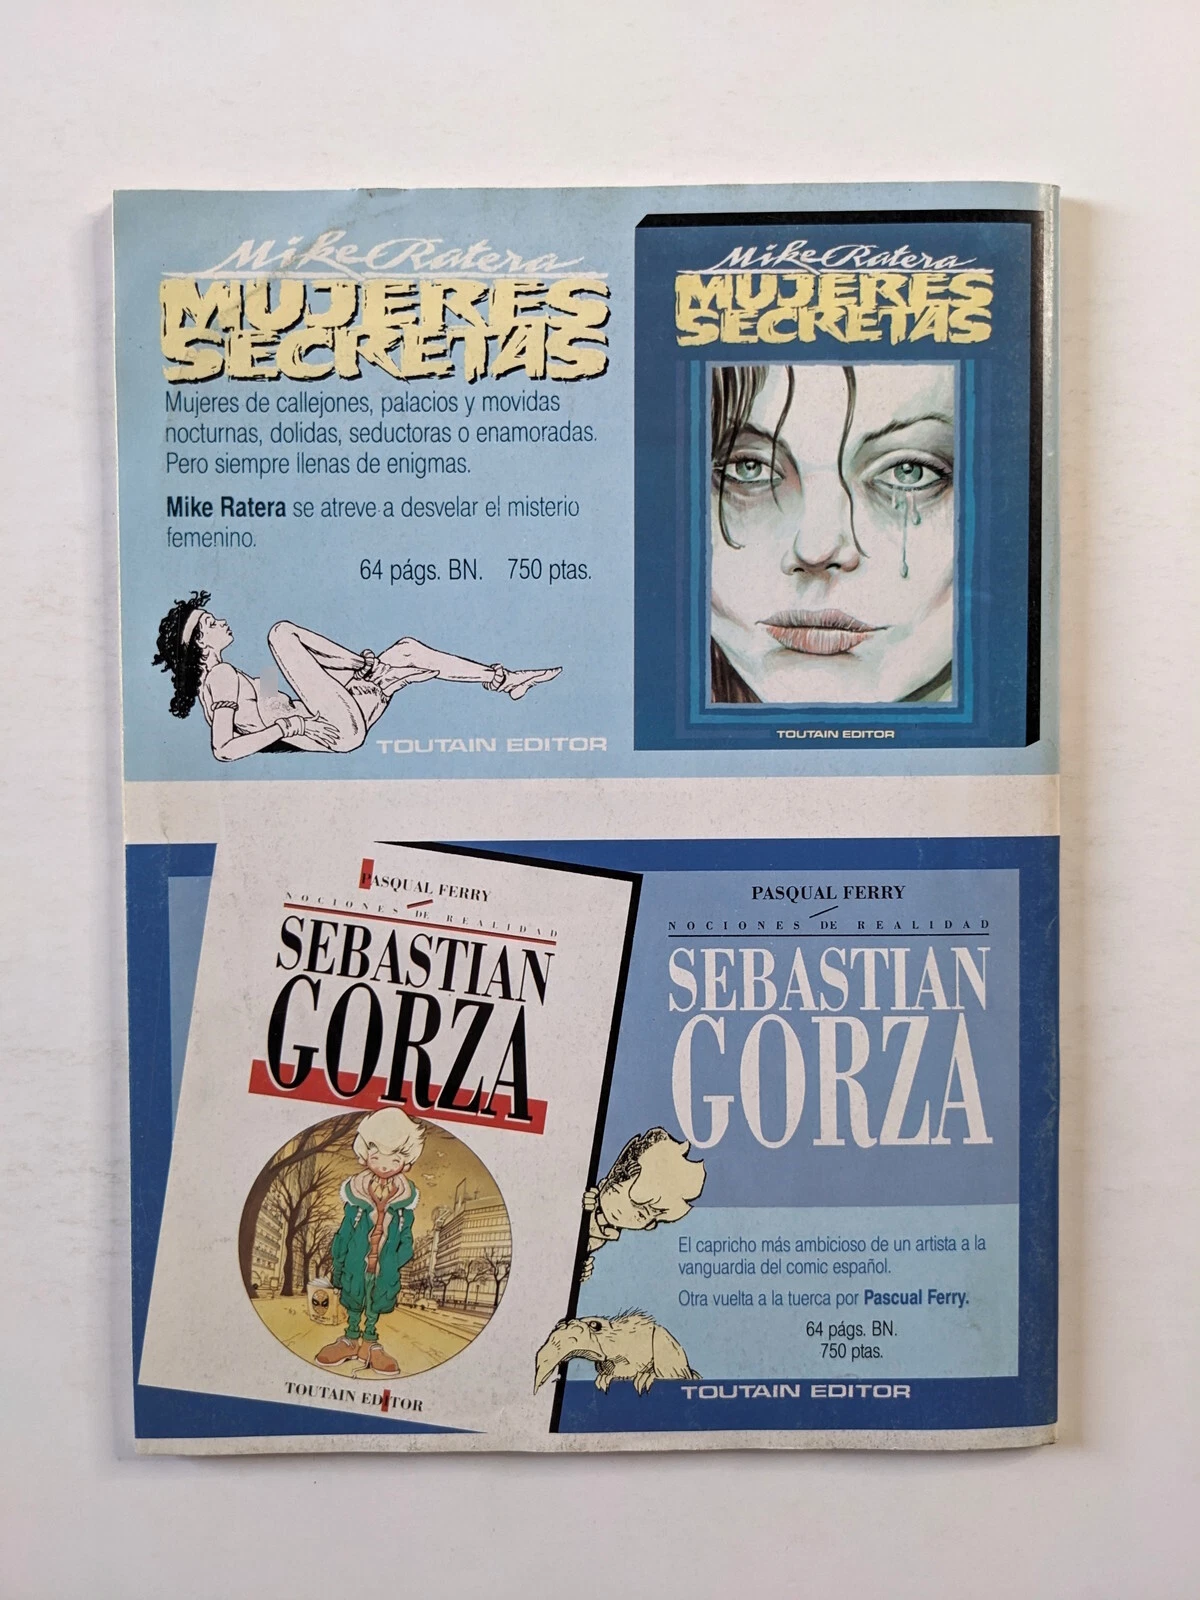 Mike Ratera
MUJERES
SECRETAS
Mujeres de callejones, palacios y movidas
nocturnas, dolidas, seductoras o enamoradas.
Pero siempre llenas de enigmas.
Mike Ratera se atreve a desvelar el misterio
femenino.
64 págs. BN. 750 ptas.
TOUTAIN EDITOR
Mike Ratera
MUJERES
SECRETAS
TOUTAIN EDITOR
PASQUAL FERRY
NOCIONES DE REALIDAD
SEBASTIAN
GORZA
TOUTAIN EDITOR
PASQUAL FERRY
NOCIONES DE REALIDAD
SEBASTIAN
GORZA
El capricho más ambicioso de un artista a la
vanguardia del comic español.
Otra vuelta a la tuerca por Pascual Ferry.
64 págs. BN.
750 ptas.
TOUTAIN EDITOR